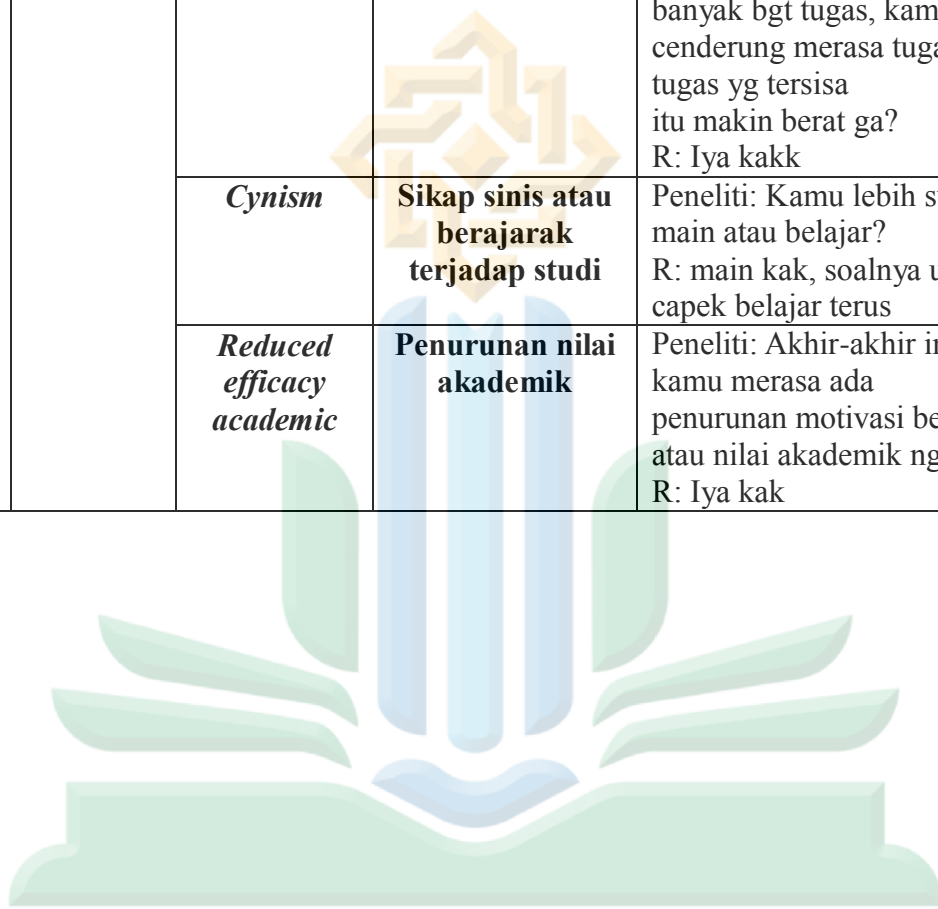 banyak bgt tugas, kam
cenderung merasa tuga
tugas yg tersisa
itu makin berat ga?
R: Iya kakk
Cynism
Sikap sinis atau
berajarak
terjadap studi
Peneliti: Kamu lebih s
main atau belajar?
R: main kak, soalnya u
capek belajar terus
Reduced
efficacy
academic
Penurunan nilai
akademik
Peneliti: Akhir-akhir i
kamu merasa ada
penurunan motivasi be
atau nilai akademik ng
R: Iya kak